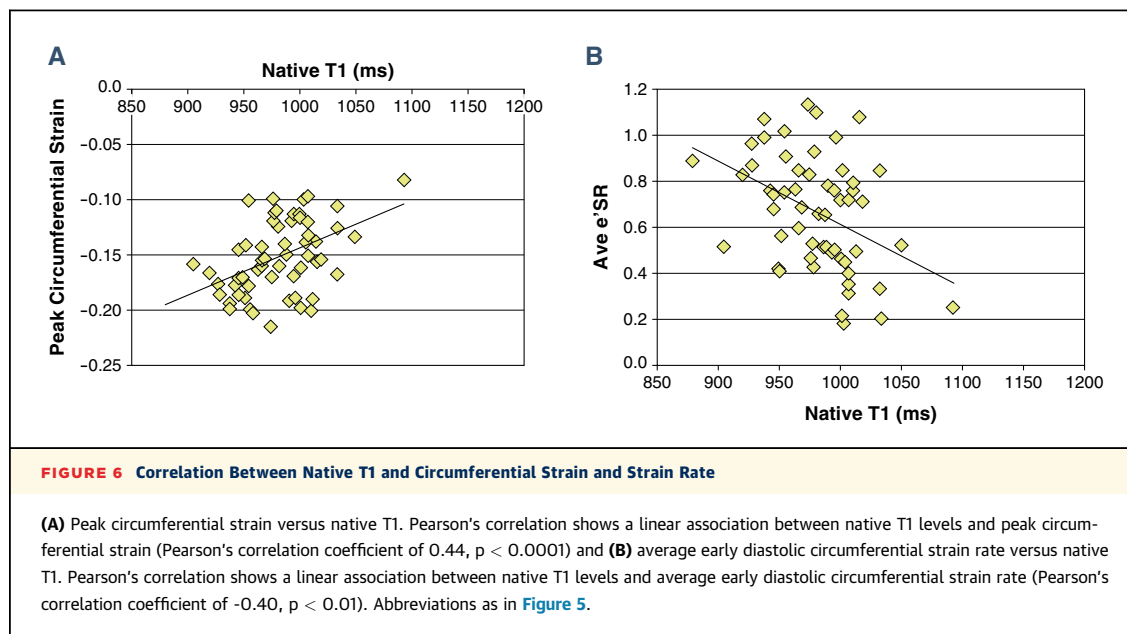 A
Native T1 (ms)
850 900 950 1000 1050 1100 1150 1200
0.0
−0.05
−0.10
−0.15
−0.20
−0.25
Peak Circumferential Strain
B
1.2
1.0
0.8
0.6
0.4
0.2
0.0
Ave e'SR
850 900 950 1000 1050 1100 1150 1200
Native T1 (ms)
FIGURE 6 Correlation Between Native T1 and Circumferential Strain and Strain Rate
(A) Peak circumferential strain versus native T1. Pearson's correlation shows a linear association between native T1 levels and peak circum-
ferential strain (Pearson's correlation coefficient of 0.44, p < 0.0001) and (B) average early diastolic circumferential strain rate versus native
T1. Pearson's correlation shows a linear association between native T1 levels and average early diastolic circumferential strain rate (Pearson's
correlation coefficient of -0.40, p < 0.01). Abbreviations as in Figure 5.